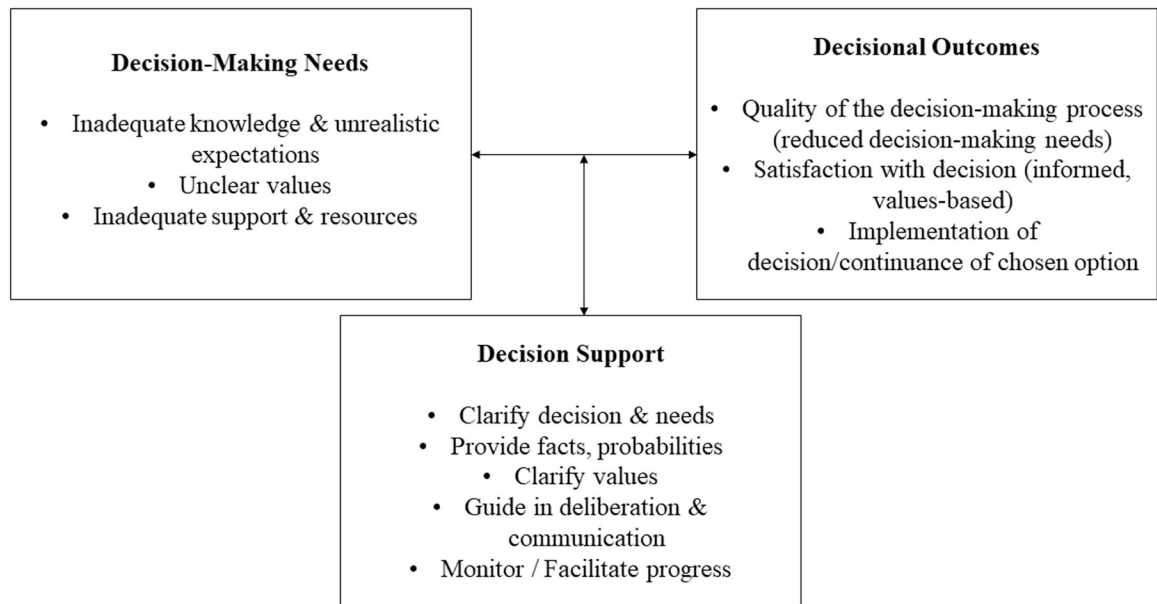 Decision-Making Needs
• Inadequate knowledge & unrealistic
expectations
• Unclear values
• Inadequate support & resources
Decisional Outcomes
• Quality of the decision-making process
(reduced decision-making needs)
• Satisfaction with decision (informed,
values-based)
• Implementation of
decision/continuance of chosen option
Decision Support
• Clarify decision & needs
• Provide facts, probabilities
• Clarify values
• Guide in deliberation &
communication
• Monitor / Facilitate progress